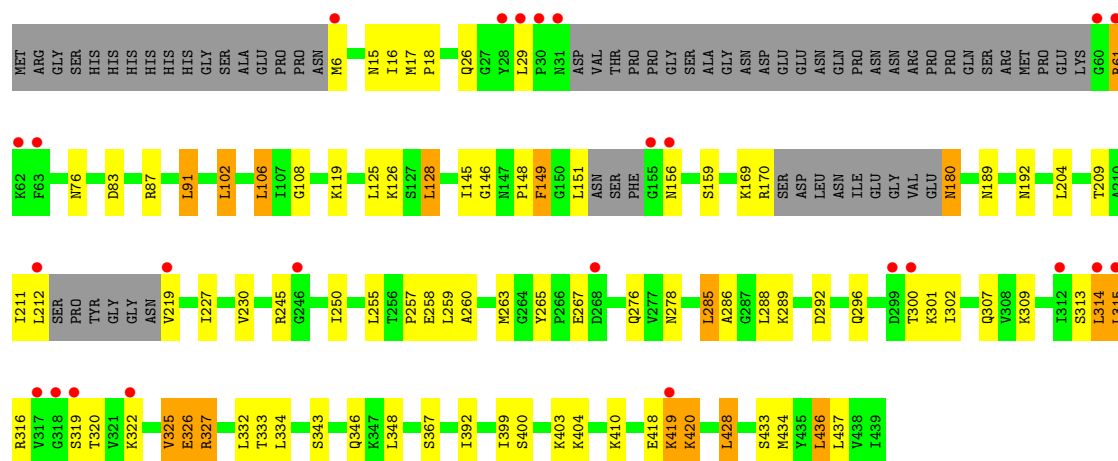 MET ARG GLY SER HIS HIS HIS HIS HIS HIS GLY SER ALA GLU PRO PRO ASN M6 N15 I16 M17 P18 Q26 G27 Y28 L29 P30 N31 ASP VAL THR PRO PRO GLY SER ALA GLY ASN ASP GLU GLU ASN GLN PRO ASN ASN ARG PRO PRO GLN SER ARG MET PRO GLU LYS G60
K62 F63 N76 D83 R87 L91 L102 L106 I107 G108 K119 L125 K126 S127 L128 I145 G146 N147 P148 F149 G150 L151 ASN SER PHE G155 N156 S159 K169 R170 SER ASP LEU ASN ILE GLU GLY VAL GLU N180 N189 N192 L204 T209
I211 L212 SER PRO TYR GLY GLY ASN V219 I227 V230 R245 G246 I250 L255 T256 P257 E258 L259 A260 M263 G264 Y265 P266 E267 D268 Q276 V277 N278 L285 A286 G287 L288 K289 D292 Q296 D299 T300 K301 I302 Q307 V308 K309 I312 S313 L314 L315
R316 V317 G318 S319 T320 V321 K322 V325 E326 R327 L332 T333 L334 S343 Q346 K347 L348 S367 I392 I399 S400 K403 K404 K410 E418 K419 K420 L428 S433 M434 Y435 L436 L437 V438 I439